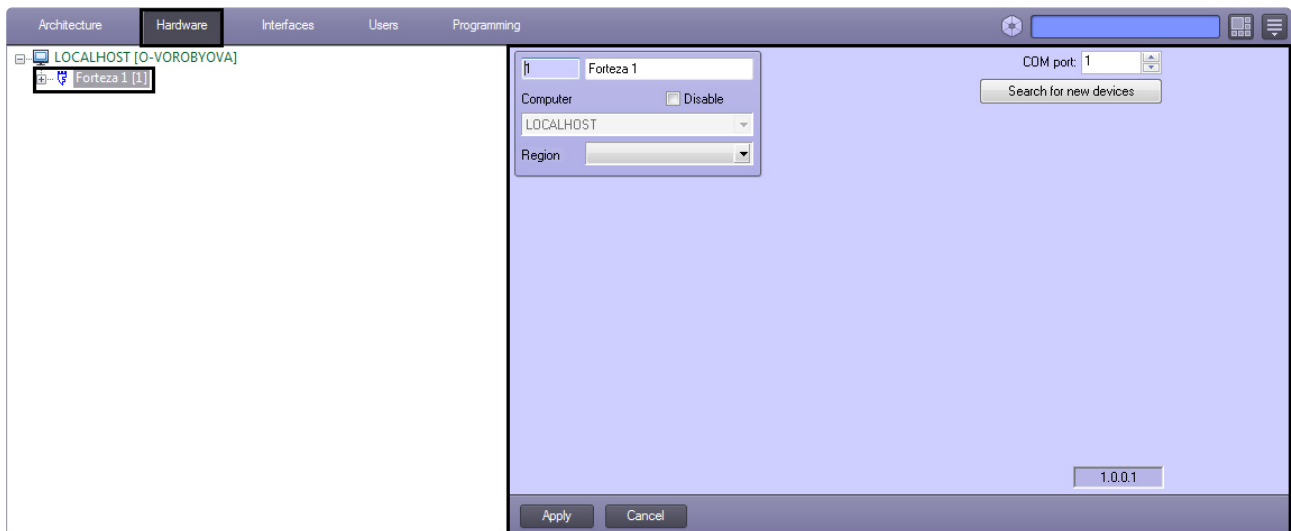 Architecture Hardware Interfaces Users Programming
LOCALHOST [O-VOROBYOVA]
Forteza 1 [1]
1 Forteza 1
Computer Disable
LOCALHOST
Region
COM port: 1
Search for new devices
1.0.0.1
Apply Cancel